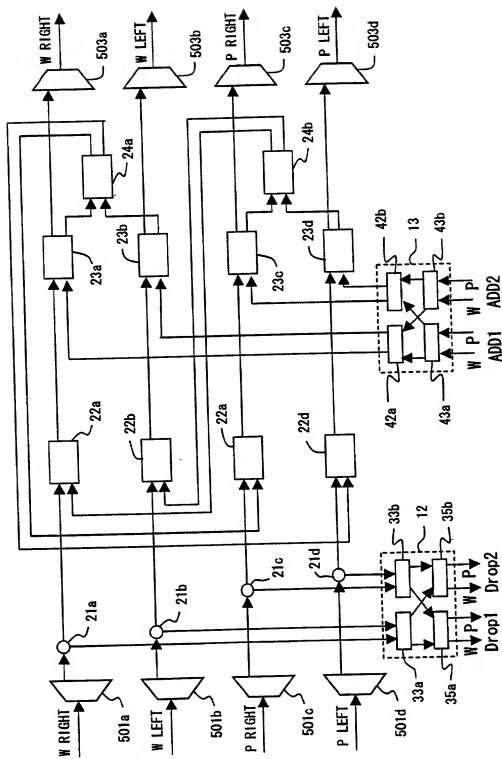 W RIGHT
503a
W LEFT
503b
P RIGHT
503c
P LEFT
503d
24a
24b
23a
23b
23c
23d
42b
13
43b
42a
43a
W
P
W
P
ADD1
ADD2
22a
22b
22a
22d
21a
21b
21c
21d
33b
12
35b
33a
35a
W
P
W
P
Drop1
Drop2
W RIGHT
501a
W LEFT
501b
P RIGHT
501c
P LEFT
501d